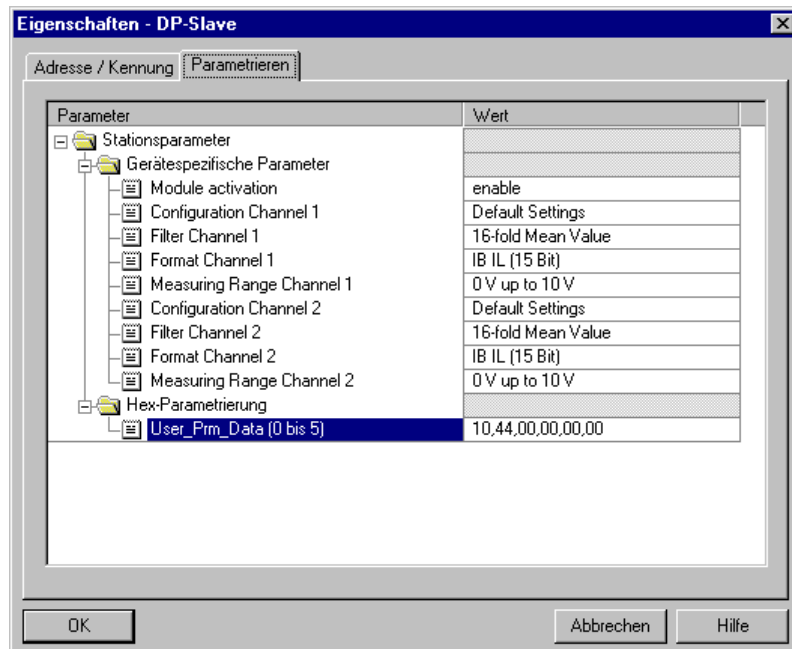 Eigenschaften - DP-Slave
Adresse / Kennung Parametrieren
Parameter Wert
Stationsparameter
Gerätespezifische Parameter
Module activation enable
Configuration Channel 1 Default Settings
Filter Channel 1 16-fold Mean Value
Format Channel 1 IB IL (15 Bit)
Measuring Range Channel 1 0 V up to 10 V
Configuration Channel 2 Default Settings
Filter Channel 2 16-fold Mean Value
Format Channel 2 IB IL (15 Bit)
Measuring Range Channel 2 0 V up to 10 V
Hex-Parametrierung
User_Prm_Data (0 bis 5) 10,44,00,00,00,00
OK Abbrechen Hilfe